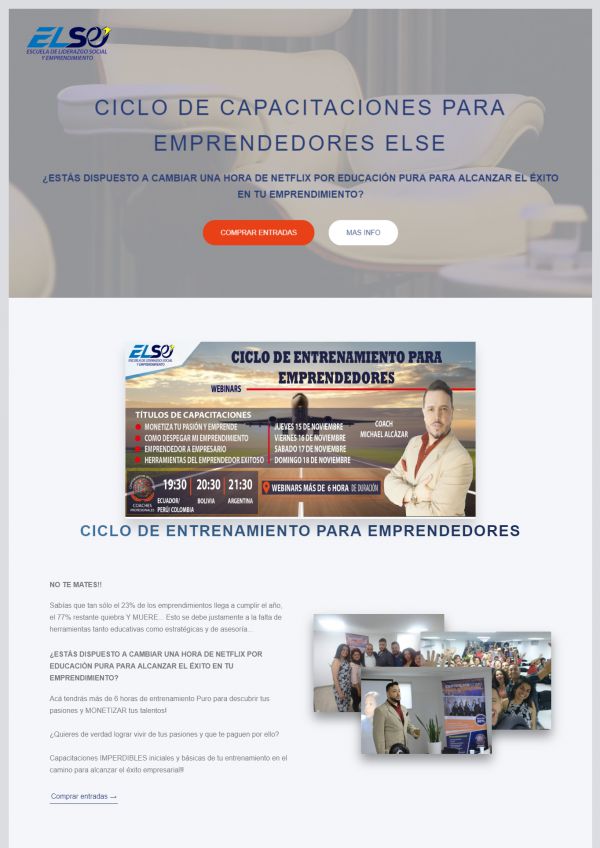 ELSE
ESCUELA DE LIDERAZGO SOCIAL
Y EMPRENDIMIENTO
CICLO DE CAPACITACIONES PARA
EMPRENDEDORES ELSE
¿ESTÁS DISPUESTO A CAMBIAR UNA HORA DE NETFLIX POR EDUCACIÓN PURA PARA ALCANZAR EL ÉXITO
EN TU EMPRENDIMIENTO?
COMPRAR ENTRADAS
MAS INFO
ELSE
ESCUELA DE LIDERAZGO SOCIAL
Y EMPRENDIMIENTO
CICLO DE ENTRENAMIENTO PARA
EMPRENDEDORES
WEBINARS
TÍTULOS DE CAPACITACIONES
MONETIZA TU PASIÓN Y EMPRENDE
JUEVES 15 DE NOVIEMBRE
COMO DESPEGAR MI EMPRENDIMIENTO
VIERNES 16 DE NOVIEMBRE
EMPRENDEDOR A EMPRESARIO
SABADO 17 DE NOVIEMBRE
HERRAMIENTAS DEL EMPRENDEDOR EXITOSO
DOMINGO 18 DE NOVIEMBRE
COACH
MICHAEL ALCÁZAR
COACHES
PROFESIONALES
19:30
20:30
21:30
ECUADOR/
PERÚ/ COLOMBIA
BOLIVIA
ARGENTINA
WEBINARS MÁS DE 6 HORA DE DURACIÓN
CICLO DE ENTRENAMIENTO PARA EMPRENDEDORES
NO TE MATES!!
Sabías que tan sólo el 23% de los emprendimientos llega a cumplir el año,
el 77% restante quiebra Y MUERE... Esto se debe justamente a la falta de
herramientas tanto educativas como estratégicas y de asesoría...
¿ESTÁS DISPUESTO A CAMBIAR UNA HORA DE NETFLIX POR
EDUCACIÓN PURA PARA ALCANZAR EL ÉXITO EN TU
EMPRENDIMIENTO?
Acá tendrás más de 6 horas de entrenamiento Puro para descubrir tus
pasiones y MONETIZAR tus talentos!
¿Quieres de verdad lograr vivir de tus pasiones y que te paguen por ello?
Capacitaciones IMPERDIBLES iniciales y básicas de tu entrenamiento en el
camino para alcanzar el éxito empresarial!!
Comprar entradas →